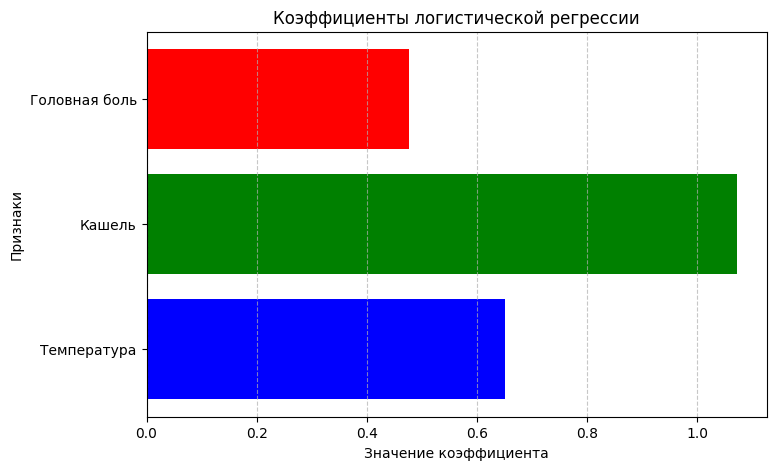 Коэффициенты логистической регрессии
Признаки
Головная боль
Кашель
Температура
0.0 0.2 0.4 0.6 0.8 1.0
Значение коэффициента